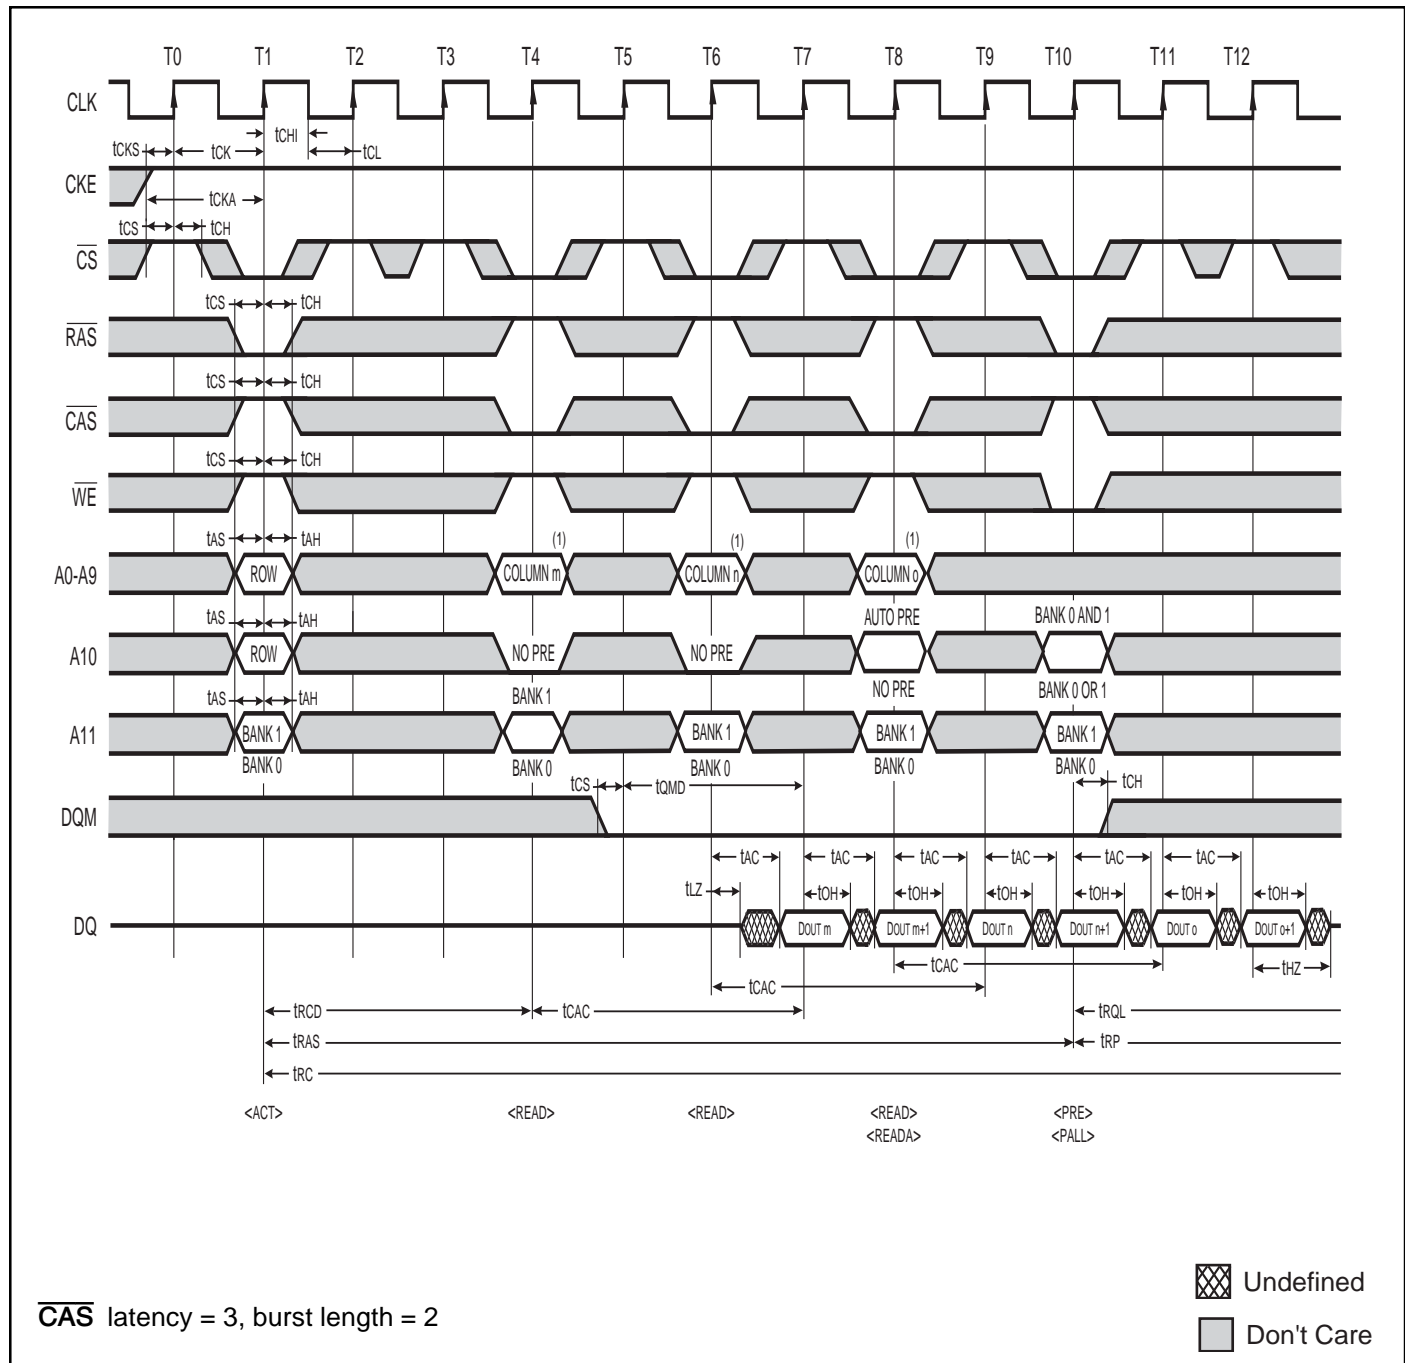 T0 T1 T2 T3 T4 T5 T6 T7 T8 T9 T10 T11 T12
CLK
tCHI
tCKS tCK tCL
CKE
tCKA
tCS tCH
CS
tCS tCH
RAS
tCS tCH
CAS
tCS tCH
WE
tAS tAH (1) (1) (1)
A0-A9 ROW COLUMN m COLUMN n COLUMN o
tAS tAH AUTO PRE BANK 0 AND 1
A10 ROW NO PRE NO PRE
tAS tAH BANK 1 NO PRE BANK 0 OR 1
A11 BANK 1 BANK 1 BANK 1 BANK 1
BANK 0 BANK 0 BANK 0 BANK 0 BANK 0
tCS tQMD tCH
DQM
tAC tAC tAC tAC tAC tAC
tLZ tOH tOH tOH tOH tOH tOH
DQ DOUT m DOUT m+1 DOUT n DOUT n+1 DOUT o DOUT o+1
tCAC tHZ
tCAC
tRCD tCAC tRQL
tRAS tRP
tRC
<ACT> <READ> <READ> <READ> <PRE>
<READA> <PALL>
Undefined
CAS latency = 3, burst length = 2
Don't Care